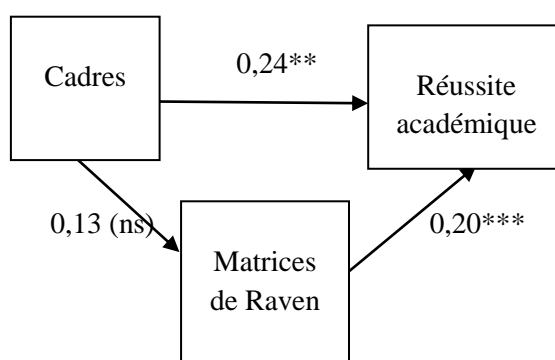 Cadres
0,24**
Réussite
académique
0,13 (ns)
0,20***
Matrices
de Raven